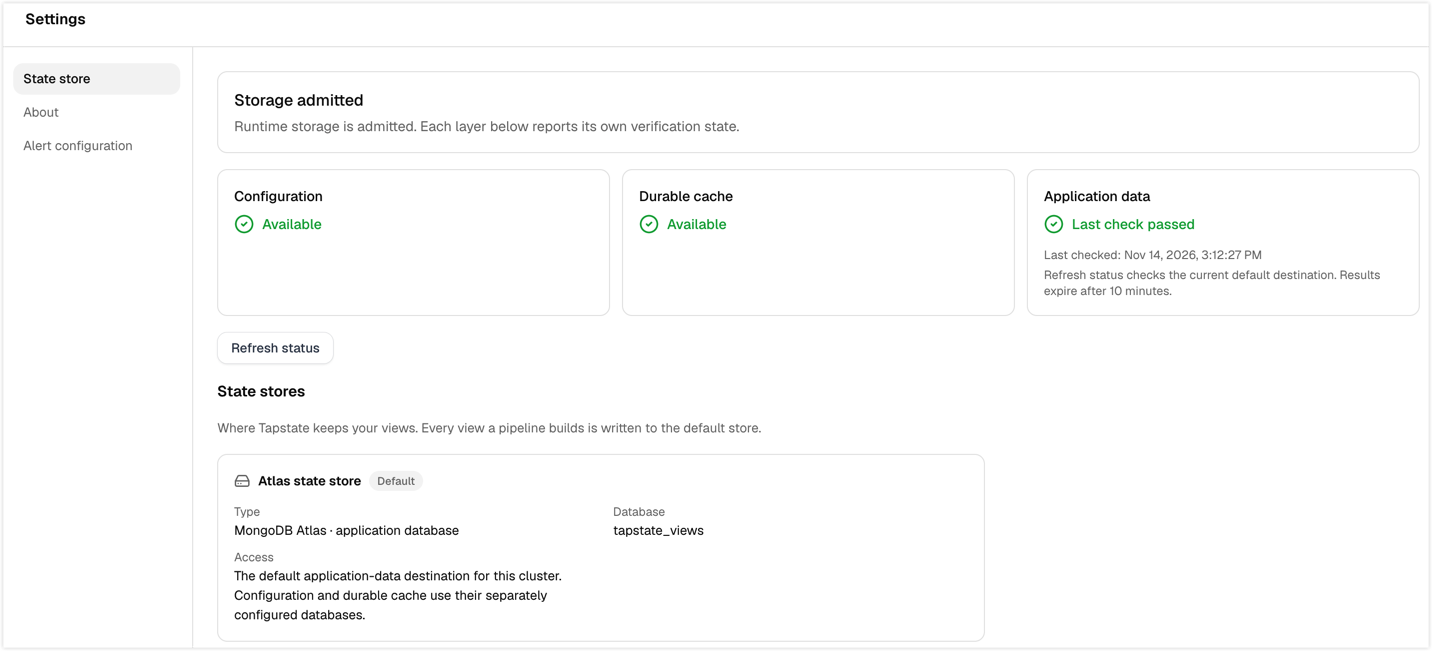 Settings
State store
About
Alert configuration
Storage admitted
Runtime storage is admitted. Each layer below reports its own verification state.
Configuration
Available
Durable cache
Available
Application data
Last check passed
Last checked: Nov 14, 2026, 3:12:27 PM
Refresh status checks the current default destination. Results
expire after 10 minutes.
Refresh status
State stores
Where Tapstate keeps your views. Every view a pipeline builds is written to the default store.
Atlas state store
Default
Type
MongoDB Atlas · application database
Database
tapstate_views
Access
The default application-data destination for this cluster.
Configuration and durable cache use their separately
configured databases.